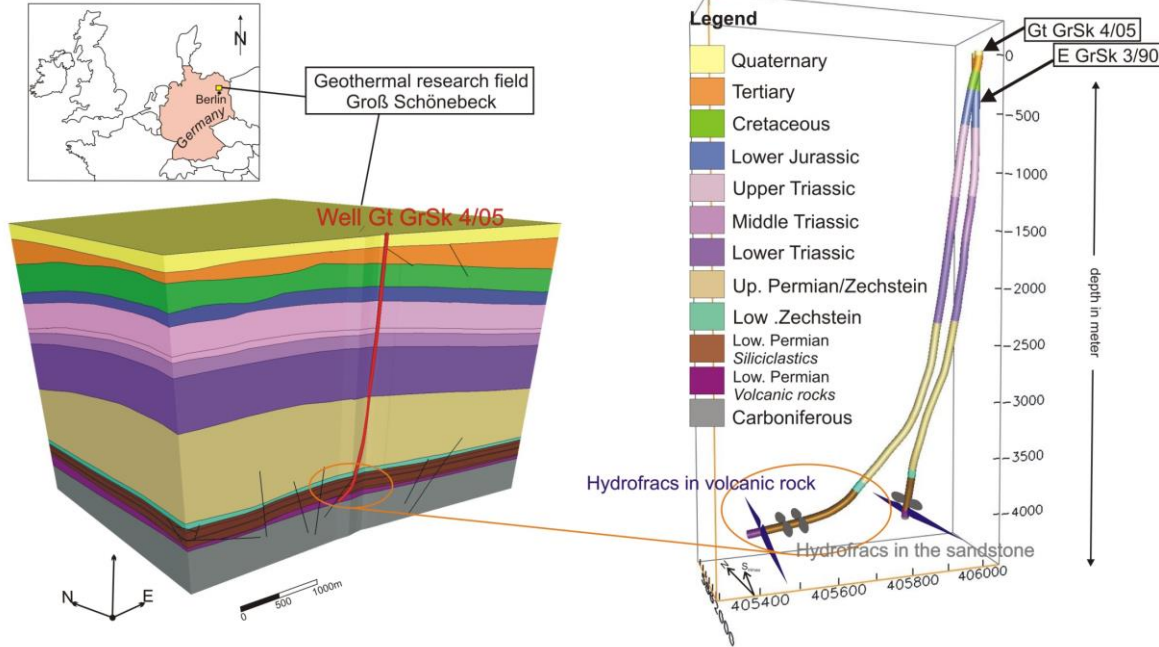 N
Berlin
Germany
Geothermal research field
Groß Schönebeck
Well Gt GrSk 4/05
N
E
0
500
1000m
Legend
Quaternary
Tertiary
Cretaceous
Lower Jurassic
Upper Triassic
Middle Triassic
Lower Triassic
Up. Permian/Zechstein
Low .Zechstein
Low. Permian
Siliciclastics
Low. Permian
Volcanic rocks
Carboniferous
Gt GrSk 4/05
E GrSk 3/90
0
-500
-1000
-1500
-2000
-2500
-3000
-3500
-4000
depth in meter
Hydrofracs in volcanic rock
Hydrofracs in the sandstone
N
405400
405600
405800
406000